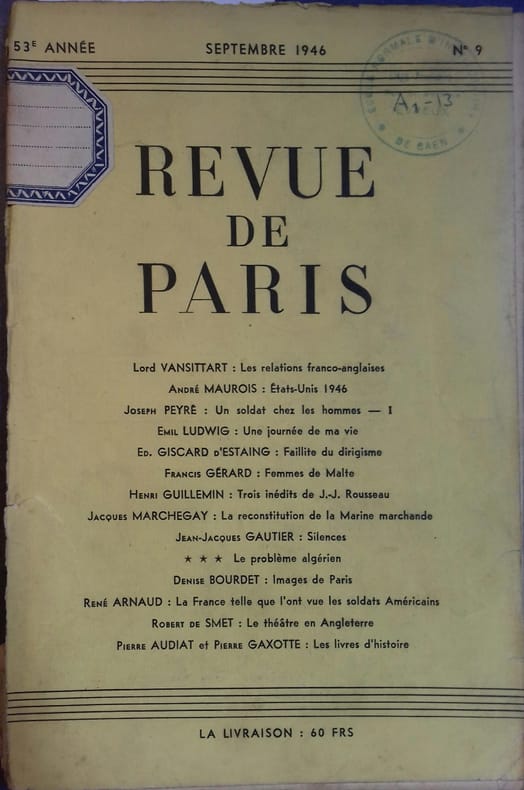 53E ANNÉE SEPTEMBRE 1946 N° 9
A1-13
DE CAEN
REVUE
DE
PARIS
Lord VANSITTART : Les relations franco-anglaises
ANDRÉ MAUROIS : États-Unis 1946
JOSEPH PEYRÉ : Un soldat chez les hommes — I
EMIL LUDWIG : Une journée de ma vie
ED. GISCARD D'ESTAING : Faillite du dirigisme
FRANCIS GÉRARD : Femmes de Malte
HENRI GUILLEMIN : Trois inédits de J.-J. Rousseau
JACQUES MARCHEGAY : La reconstitution de la Marine marchande
JEAN-JACQUES GAUTIER : Silences
★ ★ ★ Le problème algérien
DENISE BOURDET : Images de Paris
RENÉ ARNAUD : La France telle que l'ont vue les soldats Américains
ROBERT DE SMET : Le théâtre en Angleterre
PIERRE AUDIAT et PIERRE GAXOTTE : Les livres d'histoire
LA LIVRAISON : 60 FRS